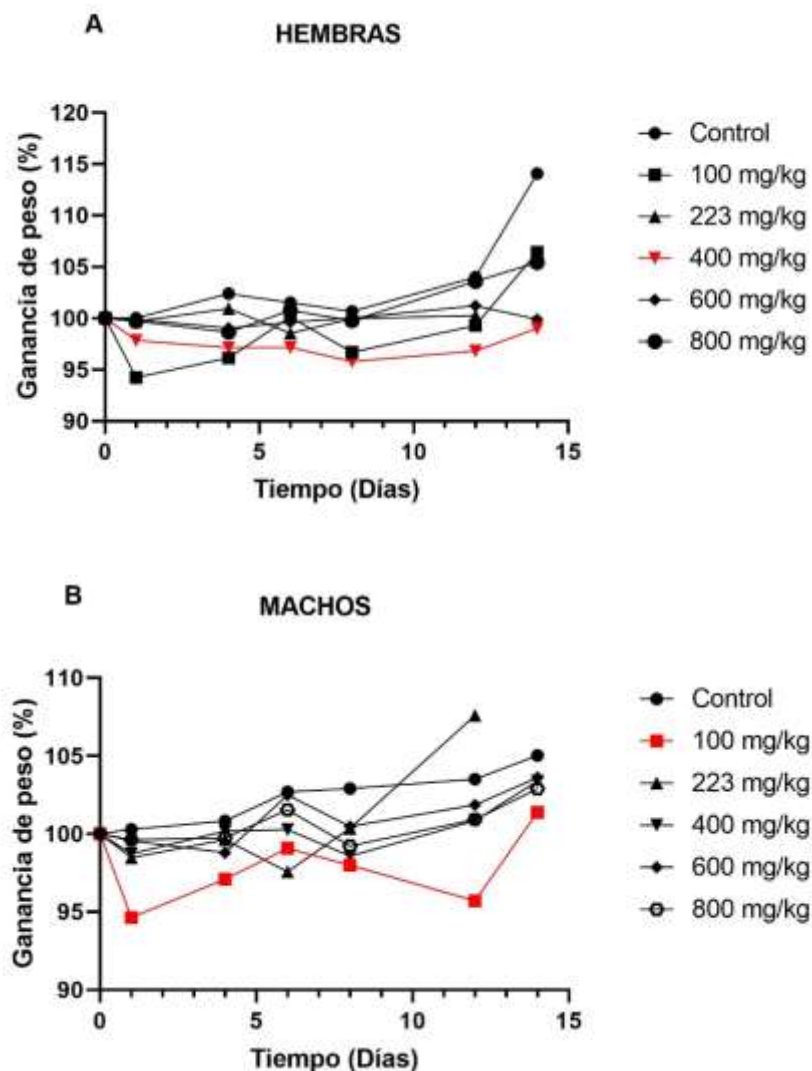 A
HEMBRAS
Ganancia de peso (%)
120
115
110
105
100
95
90
0
5
10
15
Tiempo (Días)
Control
100 mg/kg
223 mg/kg
400 mg/kg
600 mg/kg
800 mg/kg
B
MACHOS
Ganancia de peso (%)
110
105
100
95
90
0
5
10
15
Tiempo (Días)
Control
100 mg/kg
223 mg/kg
400 mg/kg
600 mg/kg
800 mg/kg